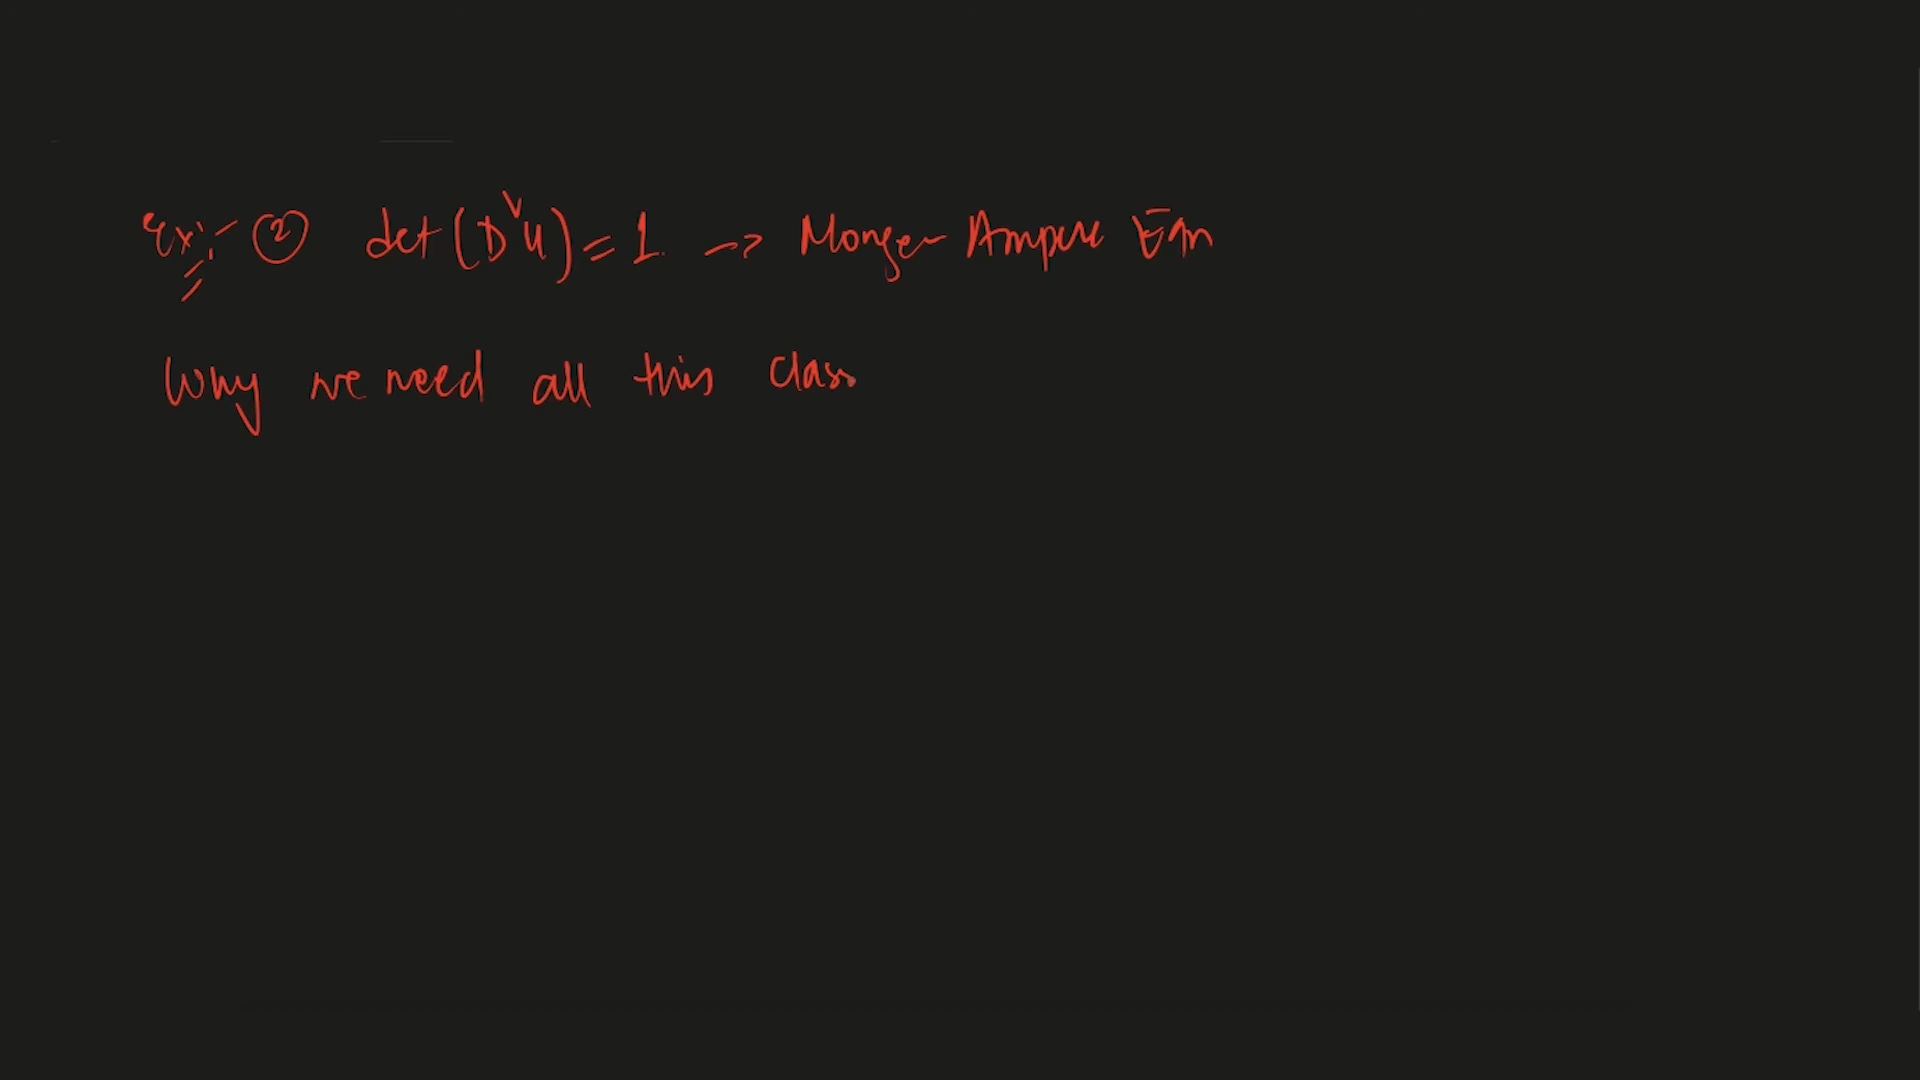 Ex:- ② det(D²u) = 1. -> Monge-Ampere Eqn
Why we need all this class